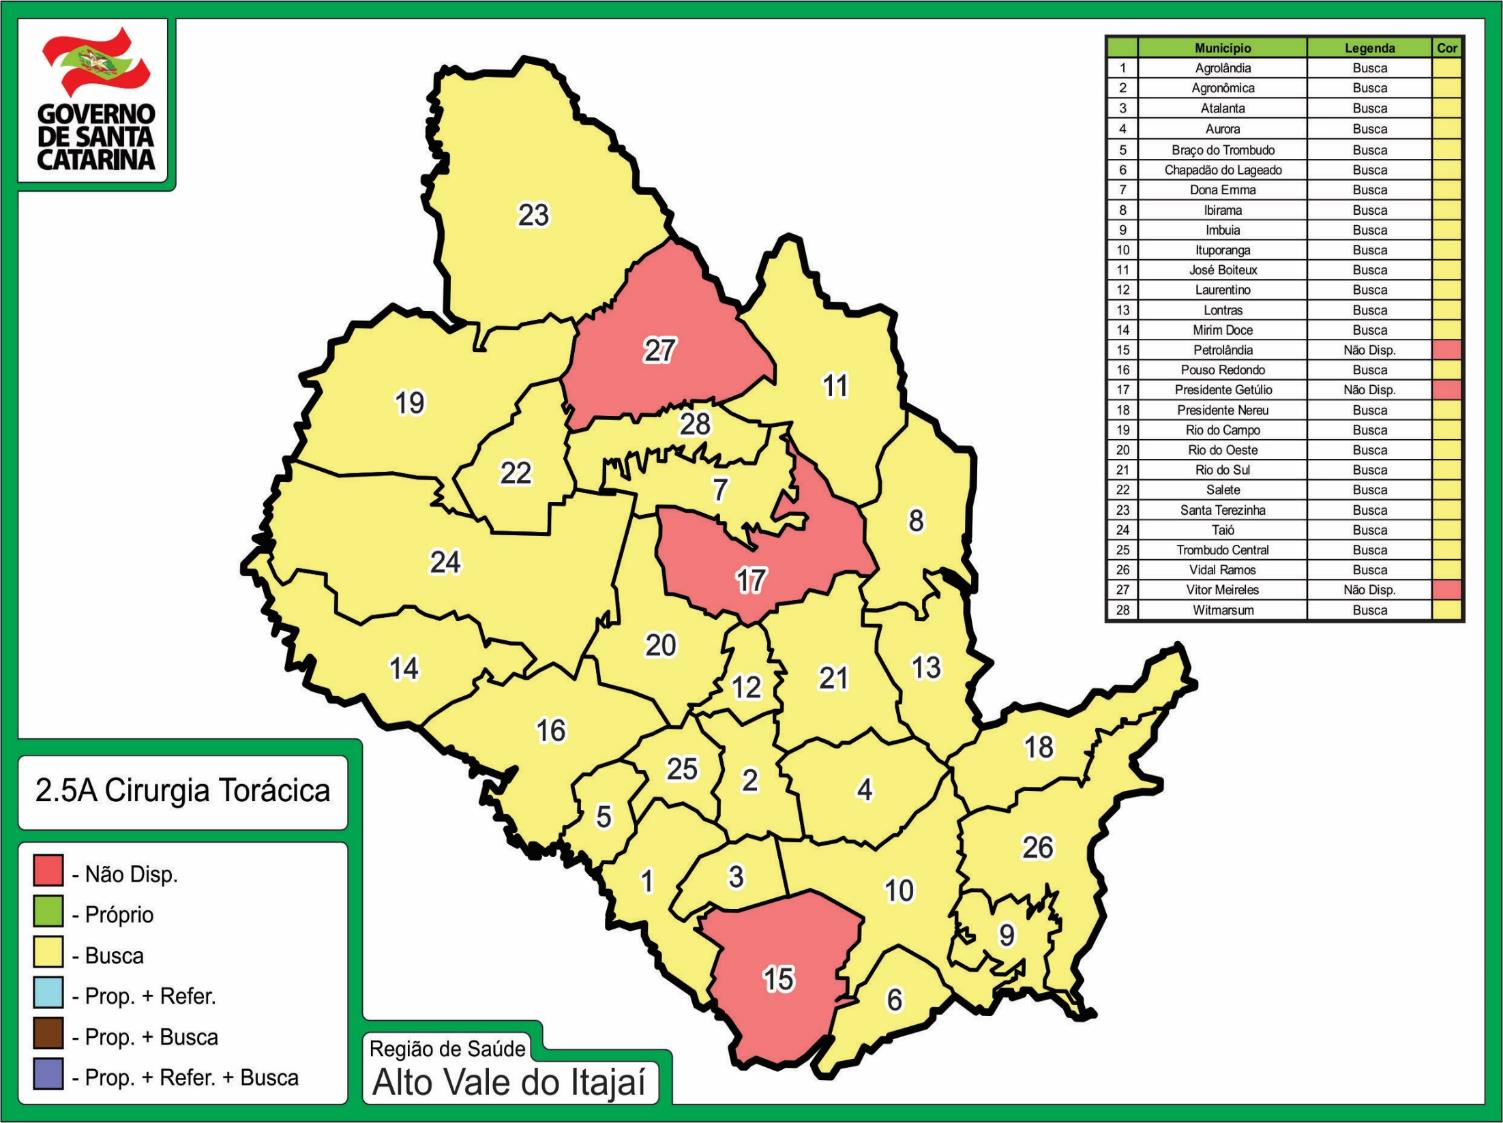 GOVERNO
DE SANTA
CATARINA
Município Legenda Cor
1 Agrolândia Busca
2 Agronômica Busca
3 Atalanta Busca
4 Aurora Busca
5 Braço do Trombudo Busca
6 Chapadão do Lageado Busca
7 Dona Emma Busca
8 Ibirama Busca
9 Imbuia Busca
10 Ituporanga Busca
11 José Boiteux Busca
12 Laurentino Busca
13 Lontras Busca
14 Mirim Doce Busca
15 Petrolândia Não Disp.
16 Pouso Redondo Busca
17 Presidente Getúlio Não Disp.
18 Presidente Nereu Busca
19 Rio do Campo Busca
20 Rio do Oeste Busca
21 Rio do Sul Busca
22 Salete Busca
23 Santa Terezinha Busca
24 Taió Busca
25 Trombudo Central Busca
26 Vidal Ramos Busca
27 Vitor Meireles Não Disp.
28 Witmarsum Busca
23
27
11
19
28
22
7
8
24
17
20
14
12
21
13
16
18
25
2
4
5
26
1
3
10
9
15
6
2.5A Cirurgia Torácica
- Não Disp.
- Próprio
- Busca
- Prop. + Refer.
- Prop. + Busca
- Prop. + Refer. + Busca
Região de Saúde
Alto Vale do Itajaí